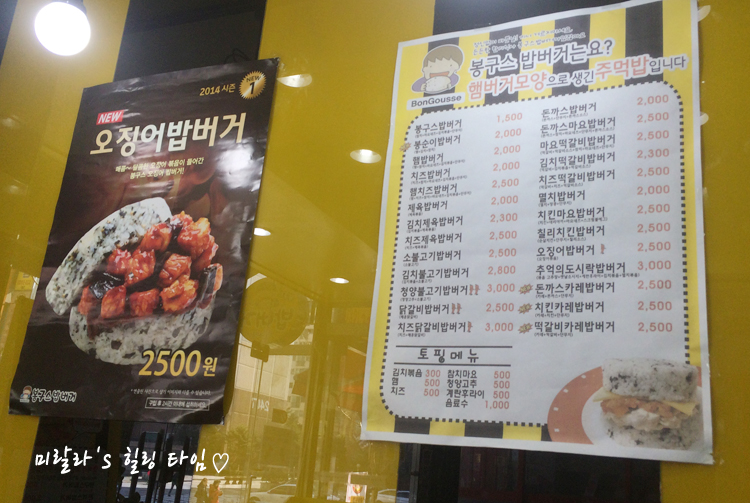 2014 시즌 NEW 1
NEW
오징어밥버거
봉구스 오징어 밥버거!
2500원
봉구스밥버거
BonGousse
봉구스 밥버거는요?
햄버거모양으로 생긴 주먹밥입니다
봉구스밥버거 1,500
봉순이밥버거 2,000
햄밥버거 2,000
치즈밥버거 2,000
햄치즈밥버거 2,500
제육밥버거 2,000
김치제육밥버거 2,300
치즈제육밥버거 2,500
소불고기밥버거 2,500
김치불고기밥버거 2,800
청양불고기밥버거 3,000
닭갈비밥버거 2,500
치즈닭갈비밥버거 3,000
돈까스밥버거 2,000
돈까스마요밥버거 2,500
마요떡갈비밥버거 2,000
김치떡갈비밥버거 2,300
치즈떡갈비밥버거 2,500
멸치밥버거 2,000
치킨마요밥버거 2,500
칠리치킨밥버거 2,500
오징어밥버거 2,500
추억의도시락밥버거 3,000
돈까스카레밥버거 2,500
치킨카레밥버거 2,500
떡갈비카레밥버거 2,500
토핑메뉴
김치볶음 300 참치마요 500
햄 500 청양고추 500
치즈 500 계란후라이 500
음료수 1,000
미랄라's 힐링 타임♡